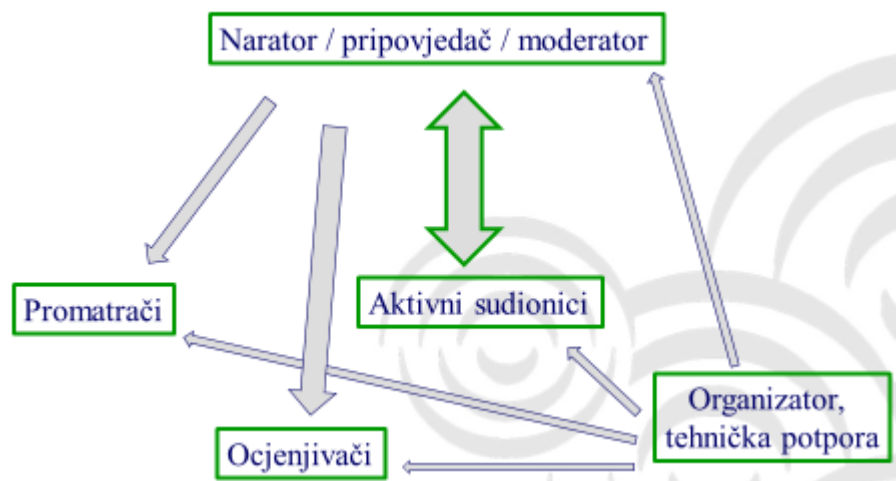 Narator / pripovjedač / moderator
Promatrači
Aktivni sudionici
Organizator,
tehnička potpora
Ocjenjivači